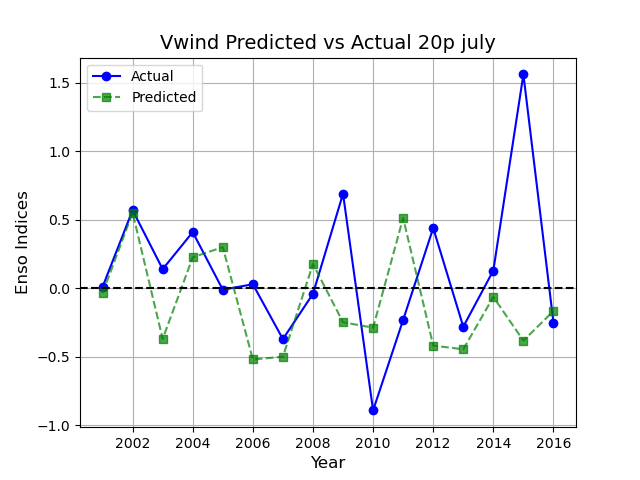 Vwind Predicted vs Actual 20p july
Actual
Predicted
Enso Indices
1.5
1.0
0.5
0.0
−0.5
−1.0
2002 2004 2006 2008 2010 2012 2014 2016
Year